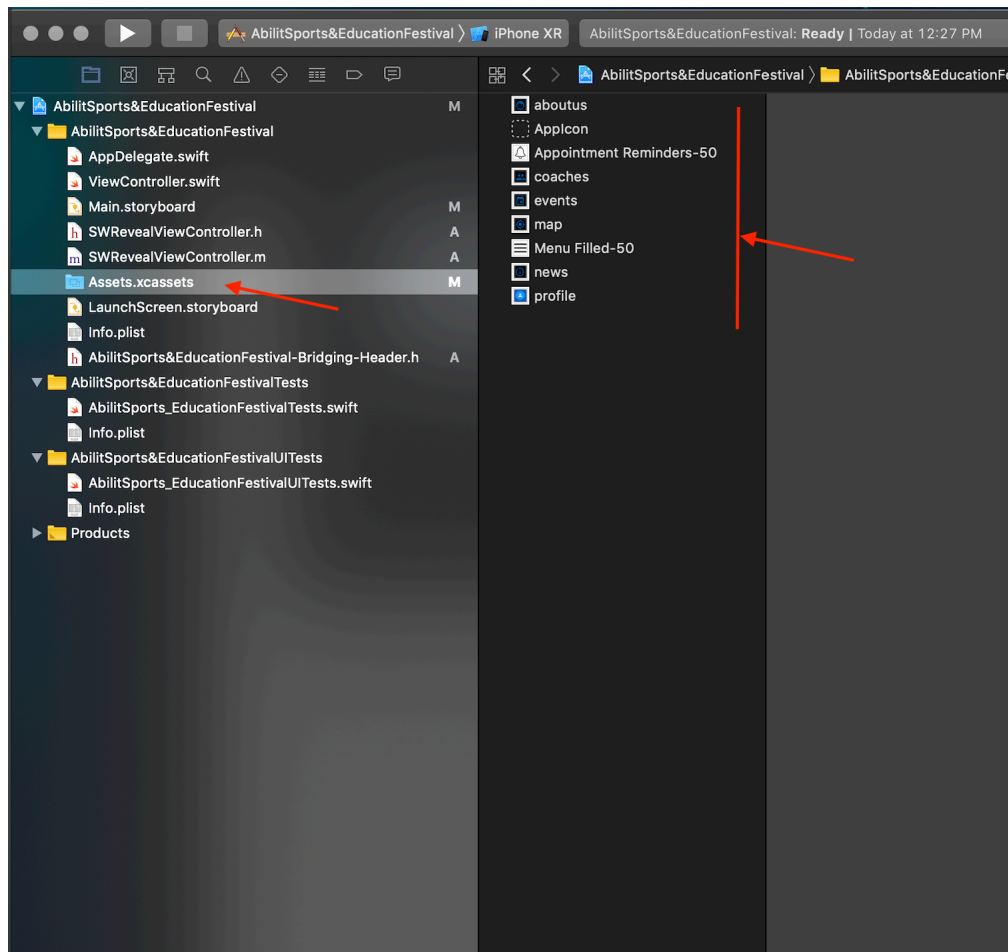 AbilitSports&EducationFestival 〉 iPhone XR
AbilitSports&EducationFestival: Ready | Today at 12:27 PM
AbilitSports&EducationFestival 〉 AbilitSports&EducationF
AbilitSports&EducationFestival M
AbilitSports&EducationFestival
AppDelegate.swift
ViewController.swift
Main.storyboard M
h SWRevealViewController.h A
m SWRevealViewController.m A
Assets.xcassets M
LaunchScreen.storyboard
Info.plist
h AbilitSports&EducationFestival-Bridging-Header.h A
AbilitSports&EducationFestivalTests
AbilitSports_EducationFestivalTests.swift
Info.plist
AbilitSports&EducationFestivalUITests
AbilitSports_EducationFestivalUITests.swift
Info.plist
Products
aboutus
AppIcon
Appointment Reminders-50
coaches
events
map
Menu Filled-50
news
profile